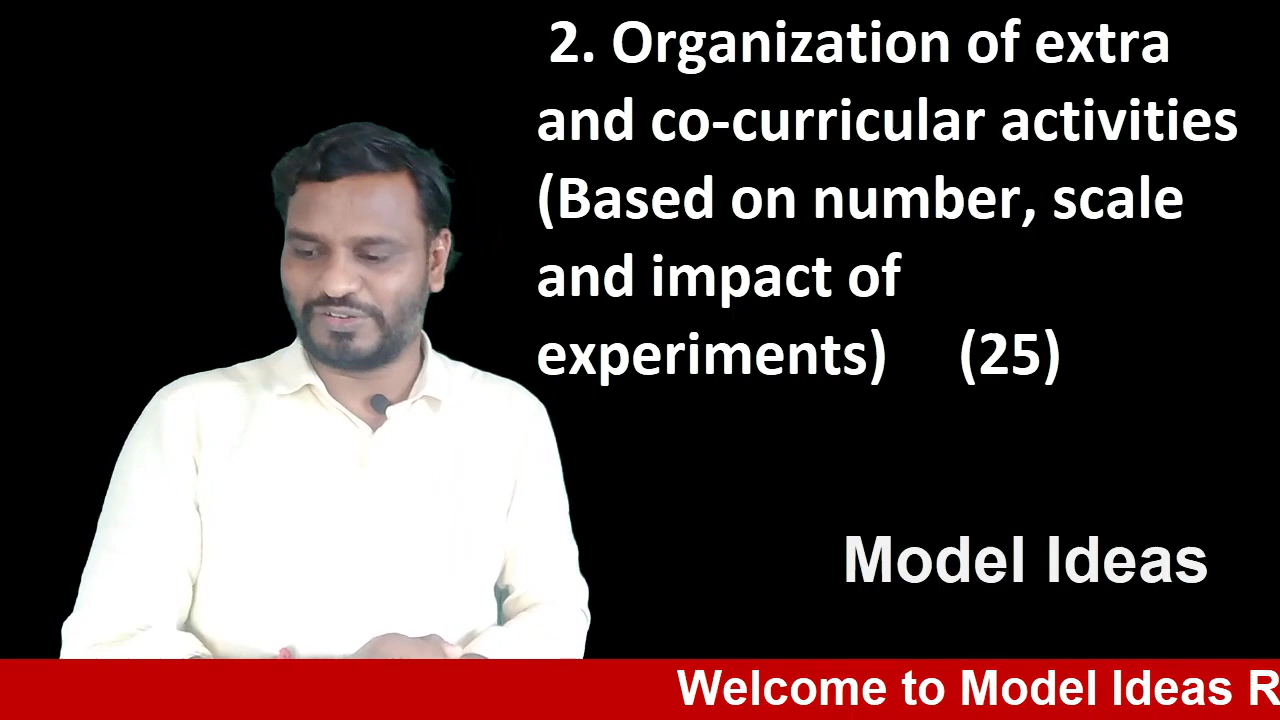 2. Organization of extra
and co-curricular activities
(Based on number, scale
and impact of
experiments) (25)
Model Ideas
Welcome to Model Ideas R